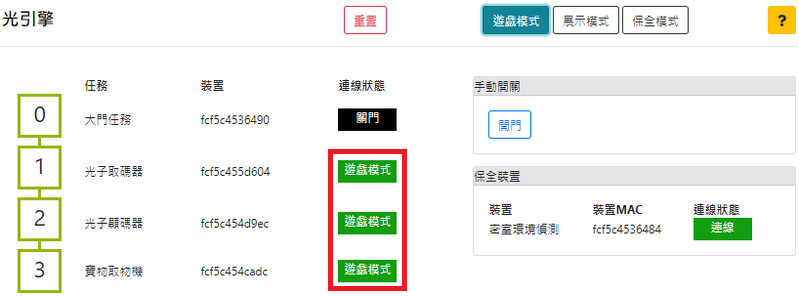 光引擎
重置
遊戲模式 展示模式 保全模式 ?
任務 裝置 連線狀態
0 大門任務 fcf5c4536490 關門
1 光子取碼器 fcf5c455d604 遊戲模式
2 光子顯碼器 fcf5c454d9ec 遊戲模式
3 寶物取物機 fcf5c454cadc 遊戲模式
手動開關
開門
保全裝置
裝置 裝置MAC 連線狀態
密室環境偵測 fcf5c4536484 連線